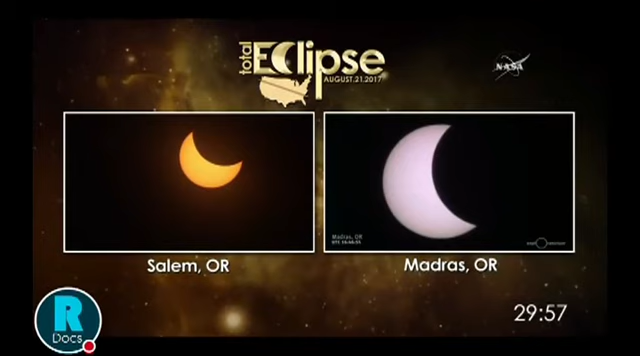 total
EClipse
AUGUST.21.2017
NASA
Madras, OR
Salem, OR
Madras, OR
29:57
R
Docs